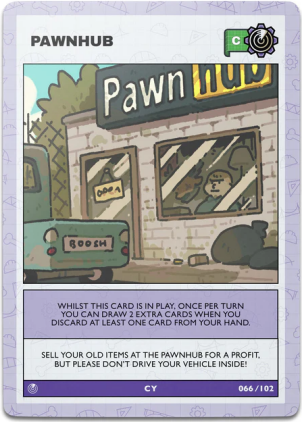 PAWNHUB
C
Pawn hub
OPEN
BOOSH
WHILST THIS CARD IS IN PLAY, ONCE PER TURN
YOU CAN DRAW 2 EXTRA CARDS WHEN YOU
DISCARD AT LEAST ONE CARD FROM YOUR HAND.
SELL YOUR OLD ITEMS AT THE PAWNHUB FOR A PROFIT,
BUT PLEASE DON'T DRIVE YOUR VEHICLE INSIDE!
CY
066/102